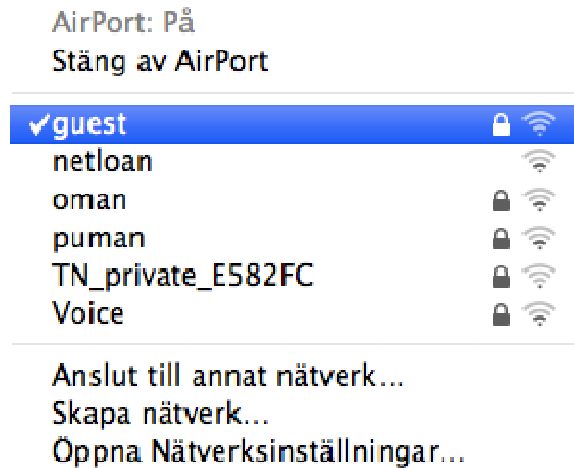 AirPort: På
Stäng av AirPort
guest
netloan
oman
puman
TN_private_E582FC
Voice
Anslut till annat nätverk...
Skapa nätverk...
Öppna Nätverksinställningar...